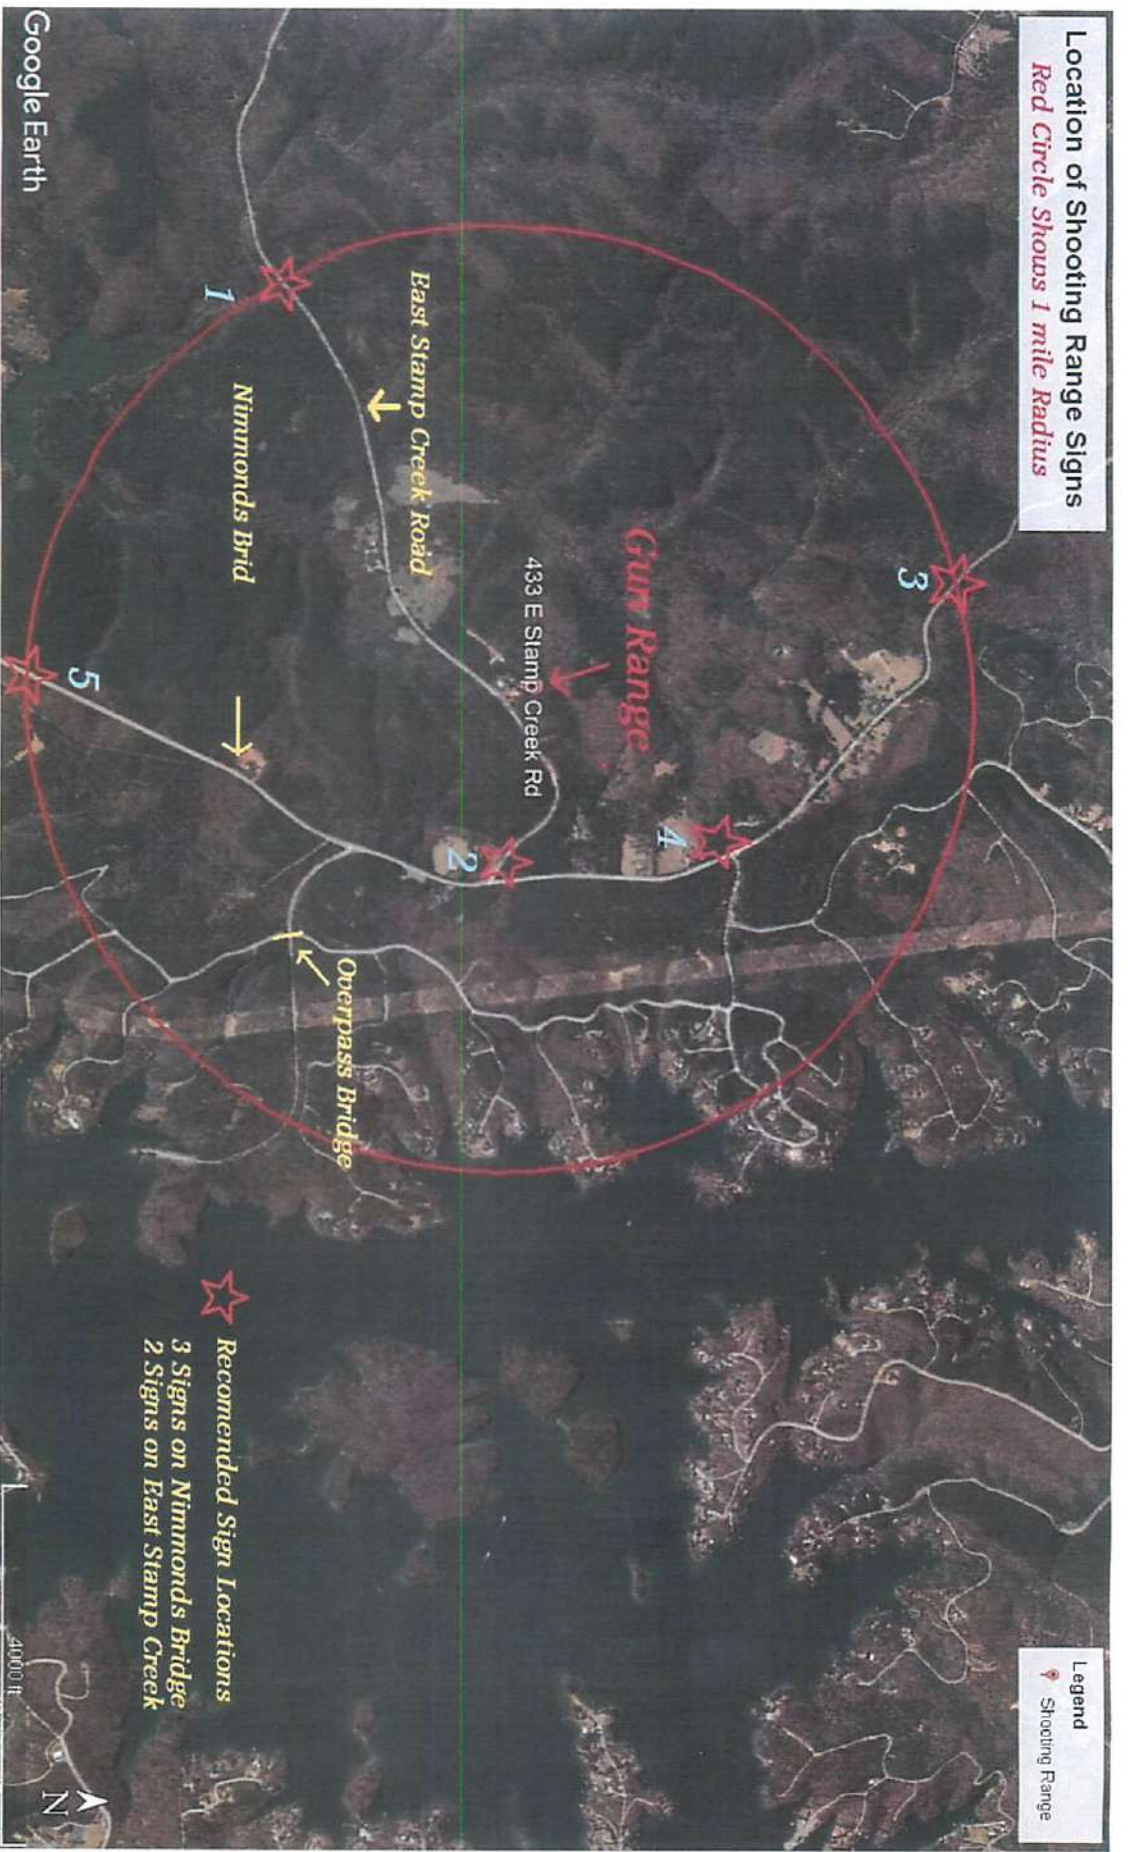 Location of Shooting Range Signs
Red Circle Shows 1 mile Radius
Legend
Shooting Range
3
Gun Range
4
433 E Stamp Creek Rd
2
East Stamp Creek Road
Overpass Bridge
1
Nimmonds Brid
Recomended Sign Locations
3 Signs on Nimmonds Bridge
2 Signs on East Stamp Creek
5
Google Earth
N
4000 ft